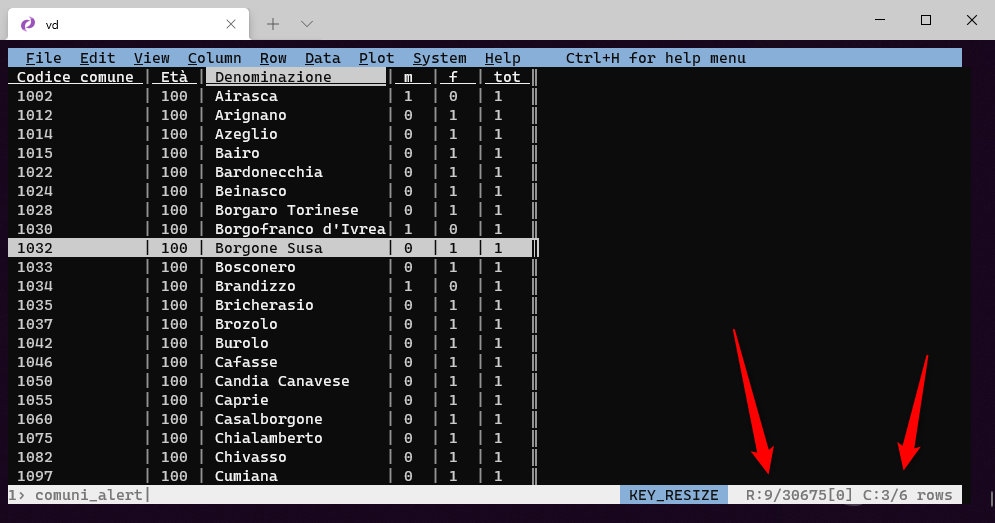 vd
File Edit View Column Row Data Plot System Help Ctrl+H for help menu
Codice comune | Età | Denominazione | m | f | tot ‖
1002 | 100 | Airasca | 1 | 0 | 1 ‖
1012 | 100 | Arignano | 0 | 1 | 1 ‖
1014 | 100 | Azeglio | 0 | 1 | 1 ‖
1015 | 100 | Bairo | 0 | 1 | 1 ‖
1022 | 100 | Bardonecchia | 0 | 1 | 1 ‖
1024 | 100 | Beinasco | 0 | 1 | 1 ‖
1028 | 100 | Borgaro Torinese | 0 | 1 | 1 ‖
1030 | 100 | Borgofranco d'Ivrea| 1 | 0 | 1 ‖
1032 | 100 | Borgone Susa | 0 | 1 | 1 ‖
1033 | 100 | Bosconero | 0 | 1 | 1 ‖
1034 | 100 | Brandizzo | 1 | 0 | 1 ‖
1035 | 100 | Bricherasio | 0 | 1 | 1 ‖
1037 | 100 | Brozolo | 0 | 1 | 1 ‖
1042 | 100 | Burolo | 0 | 1 | 1 ‖
1046 | 100 | Cafasse | 0 | 1 | 1 ‖
1050 | 100 | Candia Canavese | 0 | 1 | 1 ‖
1055 | 100 | Caprie | 0 | 1 | 1 ‖
1060 | 100 | Casalborgone | 0 | 1 | 1 ‖
1075 | 100 | Chialamberto | 0 | 1 | 1 ‖
1082 | 100 | Chivasso | 0 | 1 | 1 ‖
1097 | 100 | Cumiana | 0 | 1 | 1 ‖
1› comuni_alert| KEY_RESIZE R:9/30675[0] C:3/6 rows